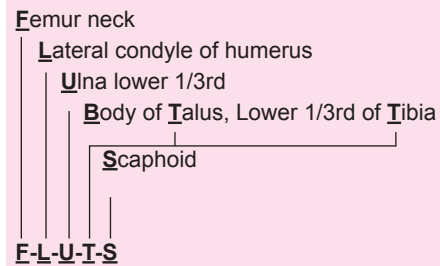 Femur neck
Lateral condyle of humerus
Ulna lower 1/3rd
Body of Talus, Lower 1/3rd of Tibia
Scaphoid
F-L-U-T-S